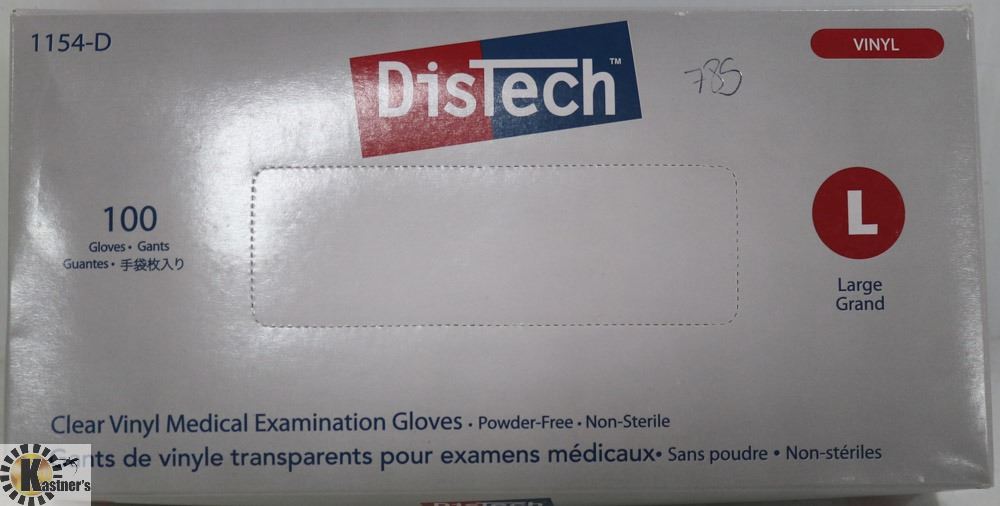 1154-D
DisTech™
785
VINYL
100
Gloves • Gants
Guantes • 手袋枚入り
L
Large
Grand
Clear Vinyl Medical Examination Gloves • Powder-Free • Non-Sterile
Gants de vinyle transparents pour examens médicaux • Sans poudre • Non-stériles
Kastner's
DisTech